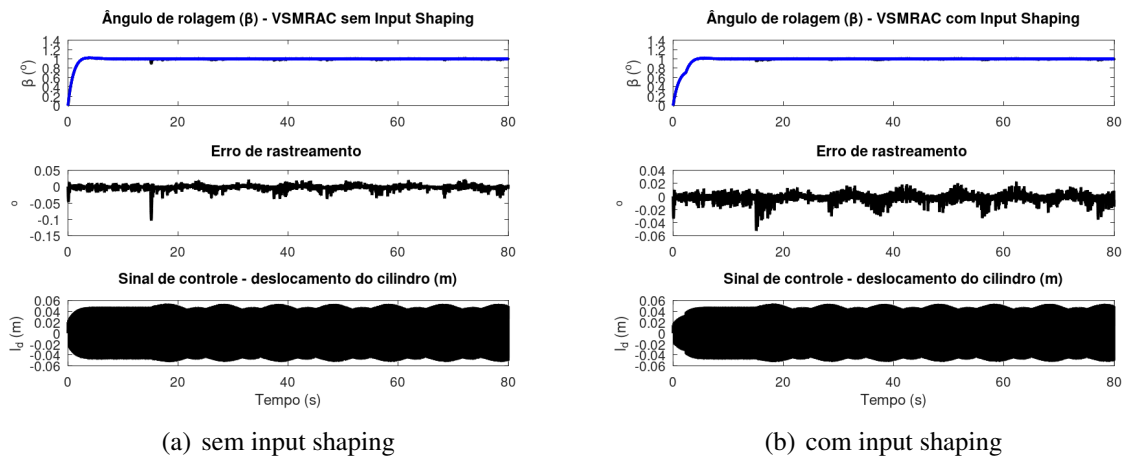 Ângulo de rolagem (β) - VSMRAC sem Input Shaping
β (º)
1.4
1.2
1
0.8
0.6
0.4
0.2
0
0 20 40 60 80
Erro de rastreamento
º
0.05
0
-0.05
-0.1
-0.15
0 20 40 60 80
Sinal de controle - deslocamento do cilindro (m)
l_d (m)
0.06
0.04
0.02
0
-0.02
-0.04
-0.06
0 20 40 60 80
Tempo (s)
(a) sem input shaping
Ângulo de rolagem (β) - VSMRAC com Input Shaping
β (º)
1.4
1.2
1
0.8
0.6
0.4
0.2
0
0 20 40 60 80
Erro de rastreamento
º
0.04
0.02
0
-0.02
-0.04
-0.06
0 20 40 60 80
Sinal de controle - deslocamento do cilindro (m)
l_d (m)
0.06
0.04
0.02
0
-0.02
-0.04
-0.06
0 20 40 60 80
Tempo (s)
(b) com input shaping